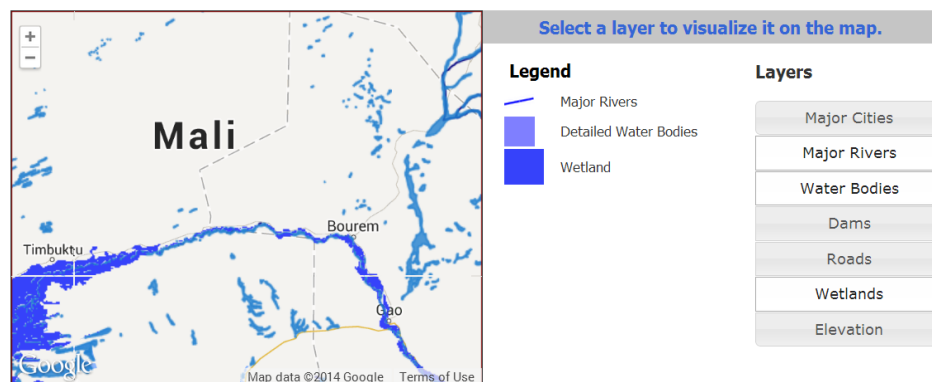 Select a layer to visualize it on the map.
+
−
Mali
Bourem
Timbuktu
Gao
Google
Map data ©2014 Google Terms of Use
Legend
Major Rivers
Detailed Water Bodies
Wetland
Layers
Major Cities
Major Rivers
Water Bodies
Dams
Roads
Wetlands
Elevation